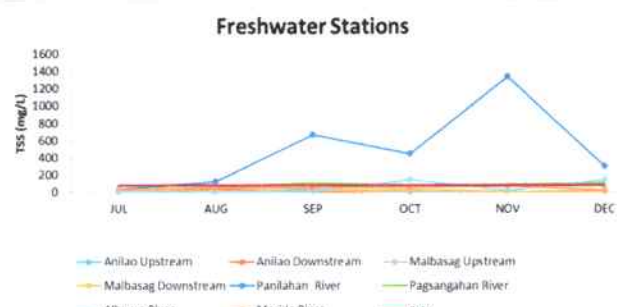 Freshwater Stations
1600
1400
1200
1000
800
600
400
200
0
TSS (mg/L)
JUL AUG SEP OCT NOV DEC
Anilao Upstream Anilao Downstream Malbasag Upstream
Malbasag Downstream Panilahan River Pagsangahan River